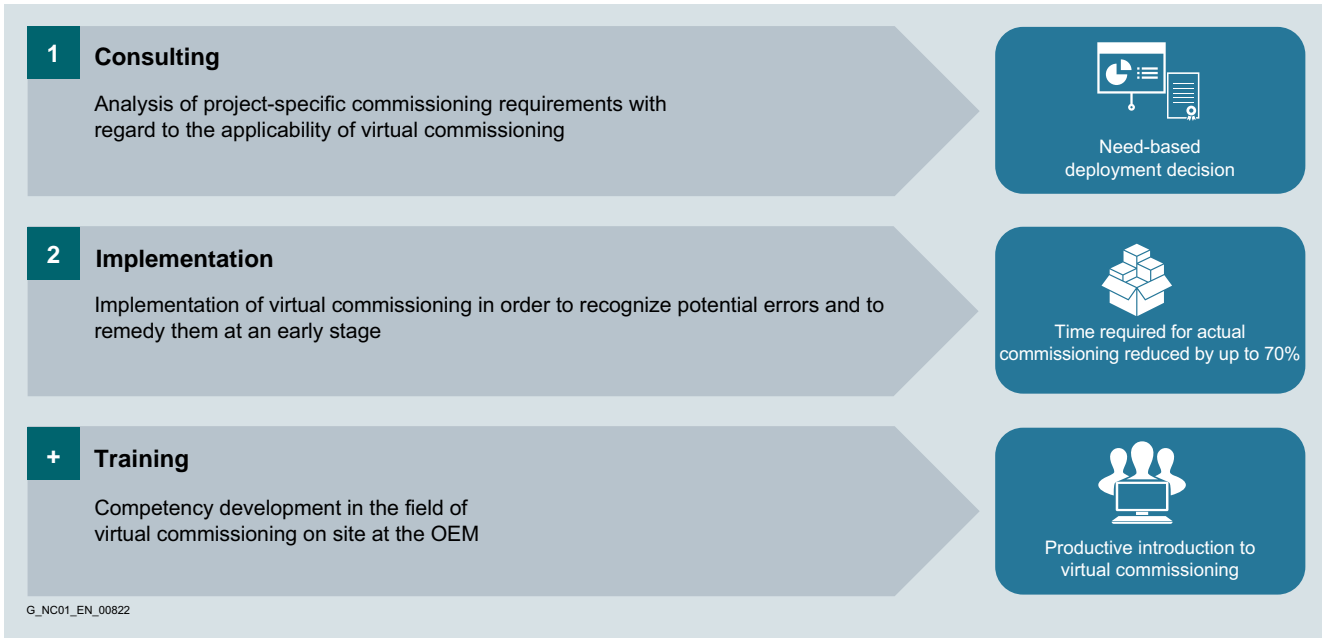 1
Consulting
Analysis of project-specific commissioning requirements with
regard to the applicability of virtual commissioning
Need-based
deployment decision
2
Implementation
Implementation of virtual commissioning in order to recognize potential errors and to
remedy them at an early stage
Time required for actual
commissioning reduced by up to 70%
+
Training
Competency development in the field of
virtual commissioning on site at the OEM
Productive introduction to
virtual commissioning
G_NC01_EN_00822